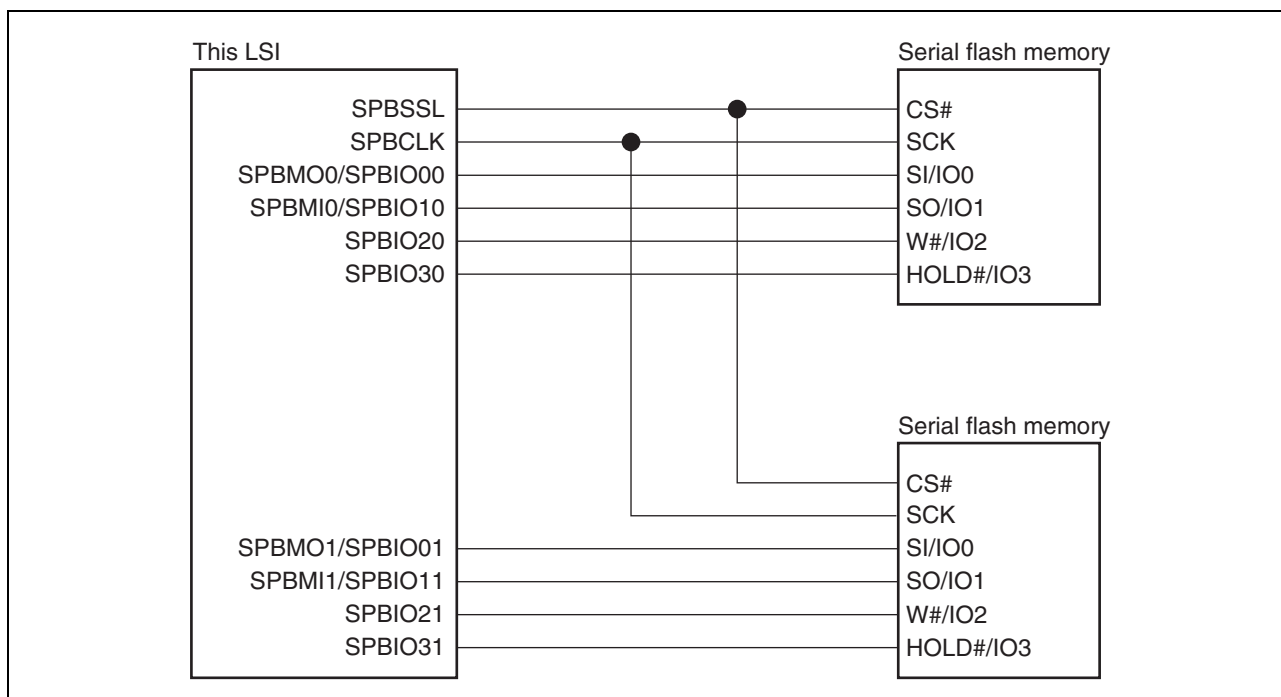 This LSI
SPBSSL
SPBCLK
SPBMO0/SPBIO00
SPBMI0/SPBIO10
SPBIO20
SPBIO30
SPBMO1/SPBIO01
SPBMI1/SPBIO11
SPBIO21
SPBIO31
Serial flash memory
CS#
SCK
SI/IO0
SO/IO1
W#/IO2
HOLD#/IO3
Serial flash memory
CS#
SCK
SI/IO0
SO/IO1
W#/IO2
HOLD#/IO3